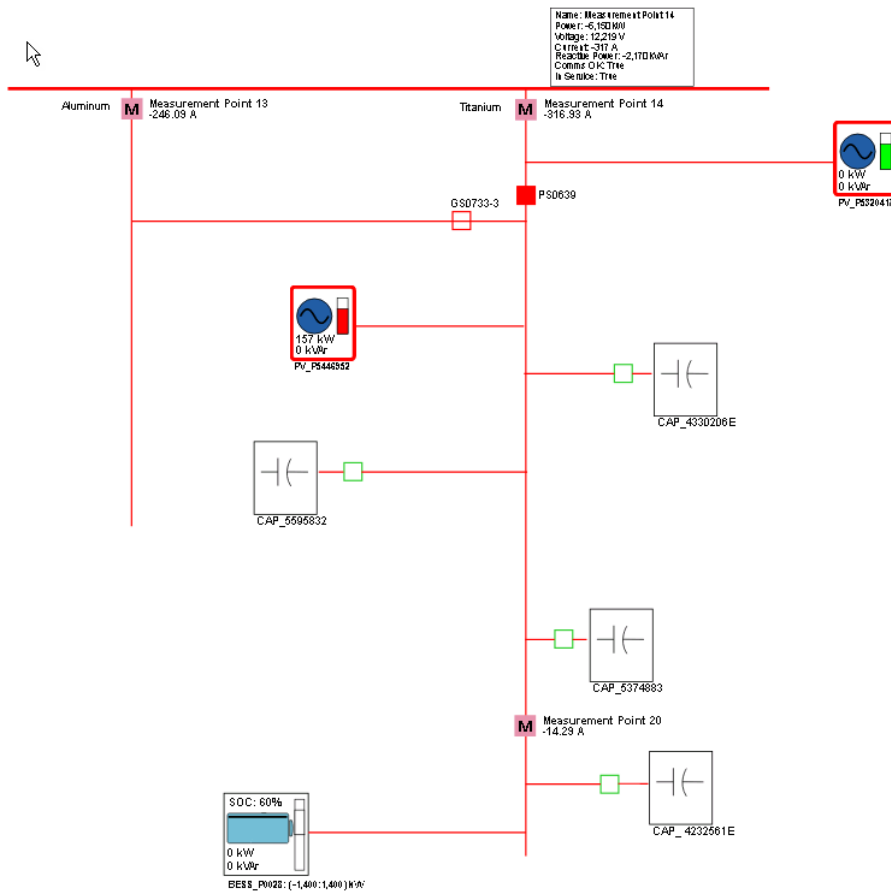 Name: Measurement Point 14
Power: -6,150 kW
Voltage: 12,219 V
Current: -317 A
Reactive Power: -2,170 kVAr
Comms OK: True
In Service: True
Aluminum
M
Measurement Point 13
-246.09 A
Titanium
M
Measurement Point 14
-316.93 A
0 kW
0 kVAr
PS0639
GS0733-3
157 kW
0 kVAr
PV_P5446952
CAP_4330206E
CAP_5595832
CAP_5374883
M
Measurement Point 20
-14.29 A
SOC: 60%
0 kW
0 kVAr
CAP_ 4232561E
BESS_P0028: (-1,400:1,400) kW